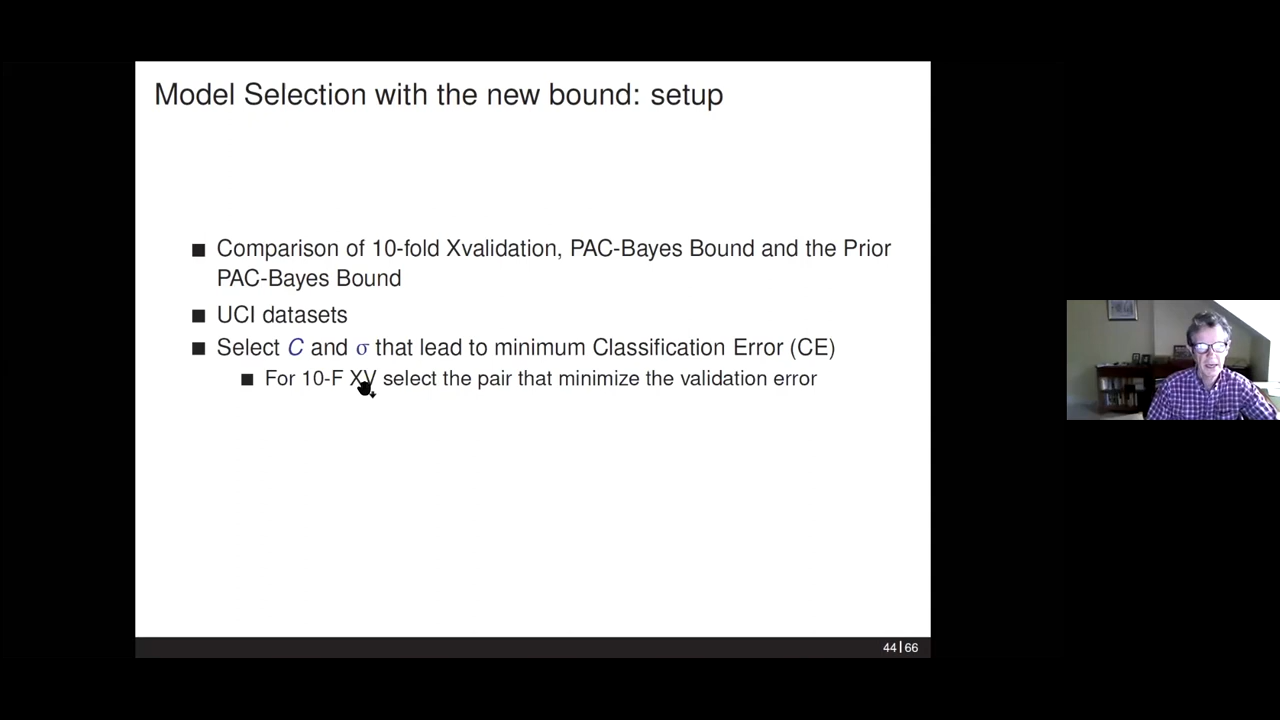 Model Selection with the new bound: setup
■ Comparison of 10-fold Xvalidation, PAC-Bayes Bound and the Prior
PAC-Bayes Bound
■ UCI datasets
■ Select C and σ that lead to minimum Classification Error (CE)
■ For 10-F XV select the pair that minimize the validation error
44|66